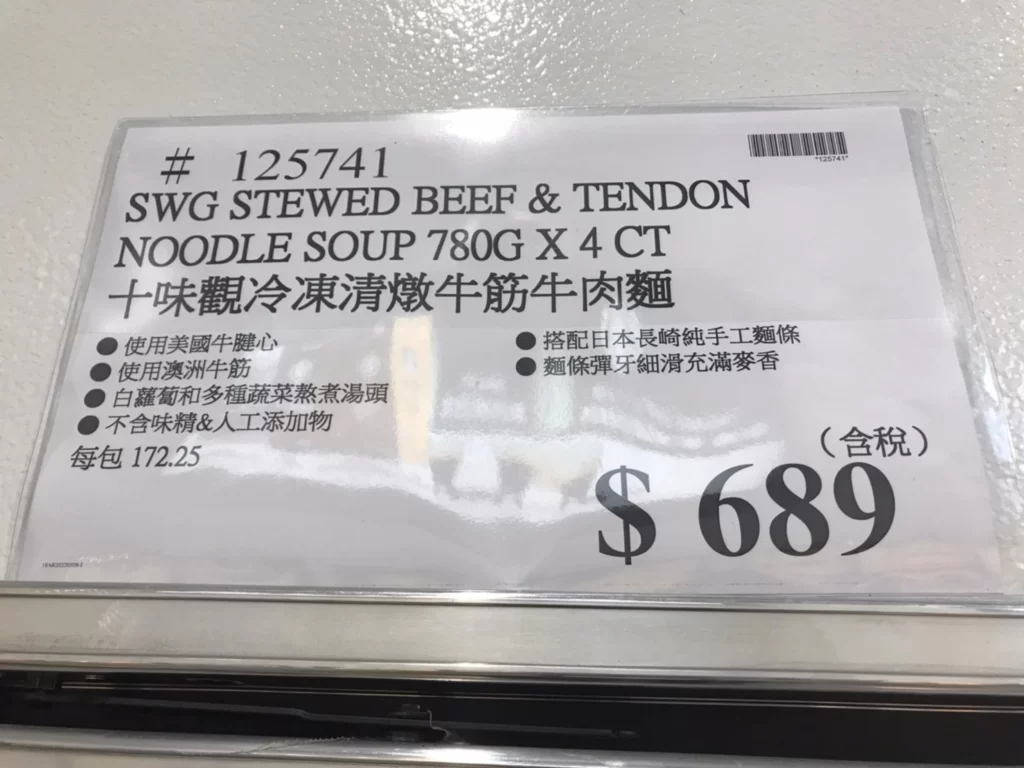 # 125741
*125741*
SWG STEWED BEEF & TENDON
NOODLE SOUP 780G X 4 CT
十味觀冷凍清燉牛筋牛肉麵
● 使用美國牛腱心
● 使用澳洲牛筋
● 白蘿蔔和多種蔬菜熬煮湯頭
● 不含味精&人工添加物
● 搭配日本長崎純手工麵條
● 麵條彈牙細滑充滿麥香
每包 172.25
（含稅）
$ 689